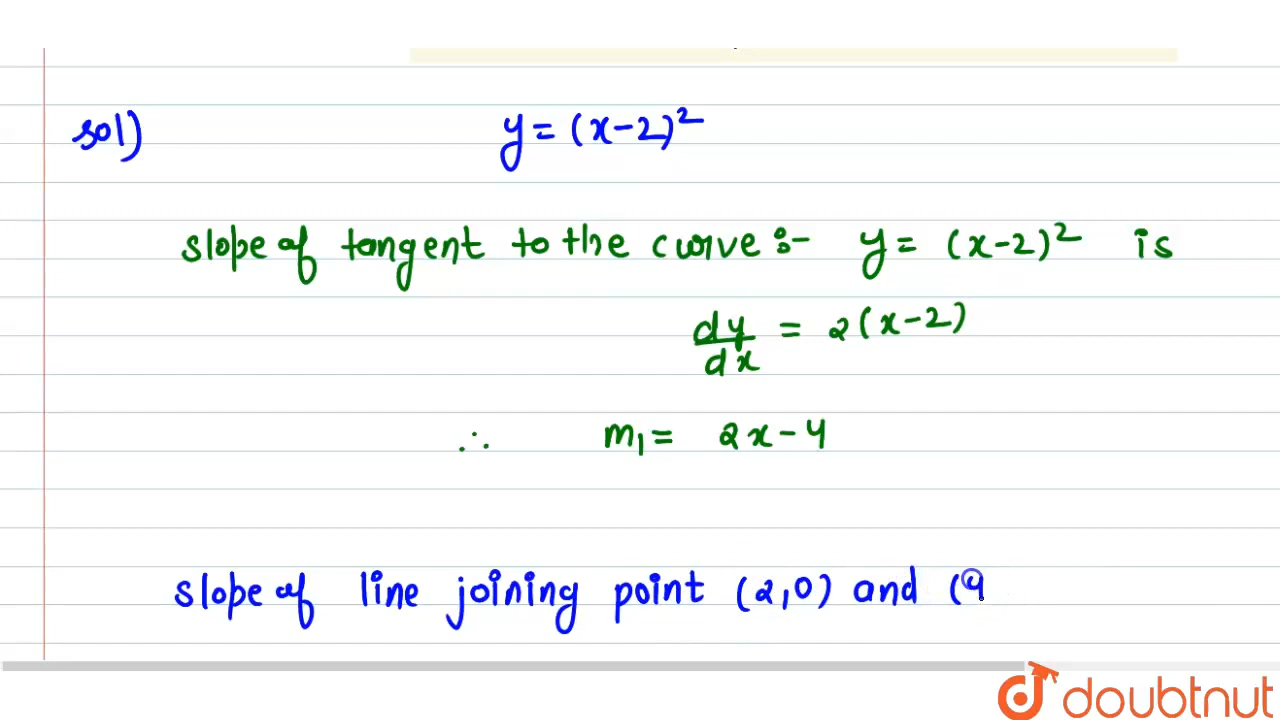 sol) y = (x-2)²
slope of tangent to the curve :- y = (x-2)² is
dy/dx = 2(x-2)
∴ m₁ = 2x-4
slope of line joining point (2,0) and (
doubtnut